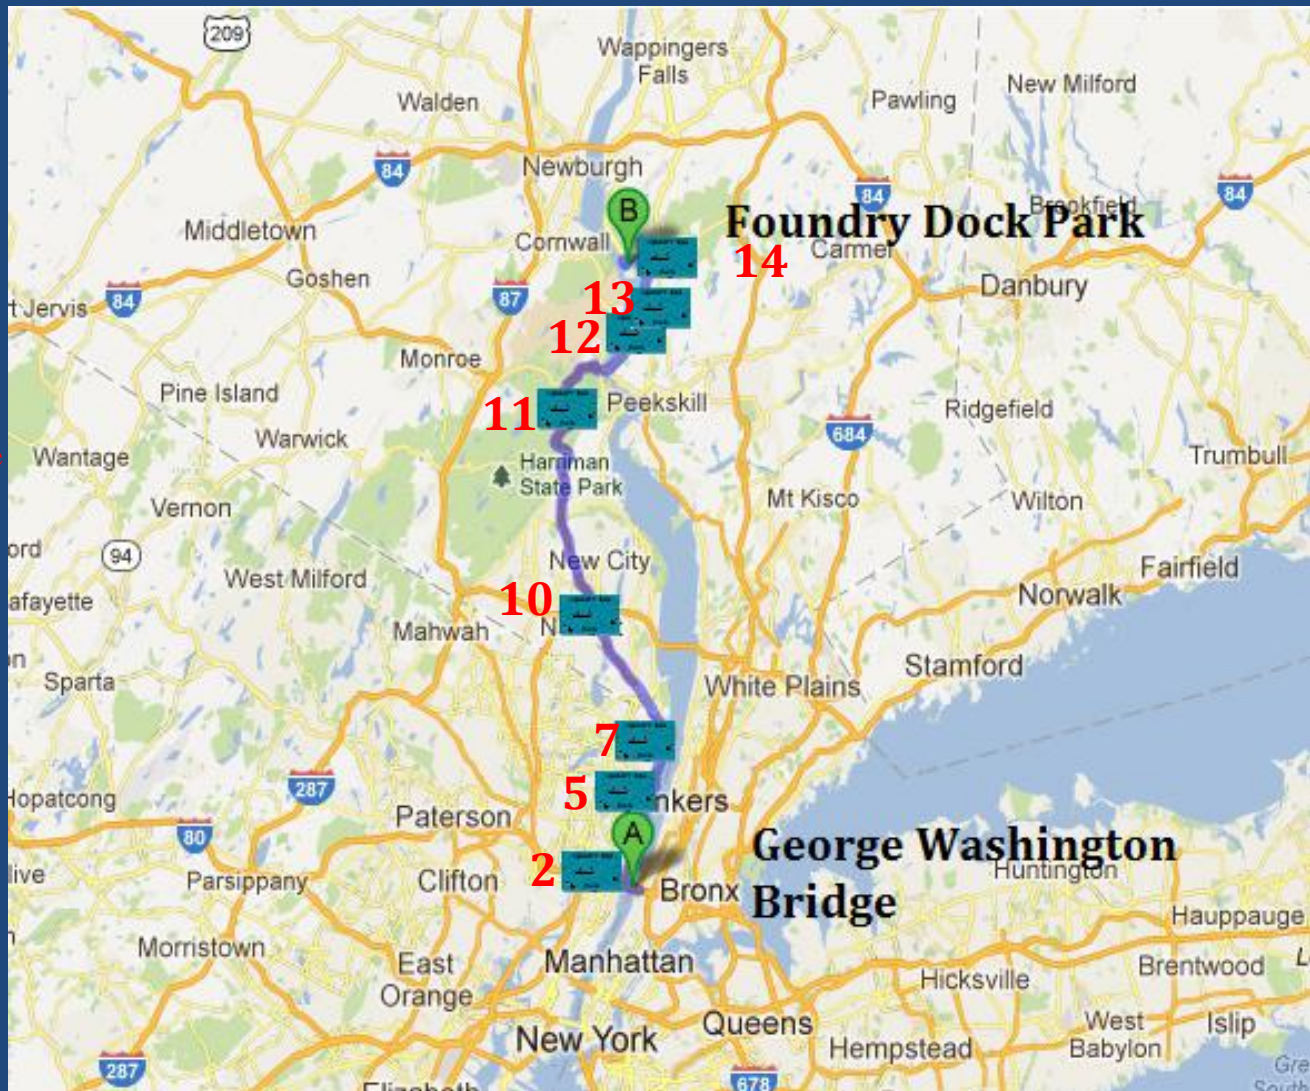 209
Wappingers
Falls
New Milford
Walden
Pawling
84
Newburgh
84
84
B
Brookfield
Foundry Dock Park
Middletown
Cornwall
Carmel
14
Goshen
Danbury
t Jervis
84
87
13
12
Monroe
Pine Island
11
Peekskill
Ridgefield
Warwick
684
Wantage
Harriman
State Park
Trumbull
Vernon
Mt Kisco
Wilton
ord
94
New City
Fairfield
West Milford
afayette
10
Norwalk
Mahwah
N
on
Stamford
Sparta
White Plains
7
287
5
nkers
Hopatcong
Paterson
80
A
George Washington
Bridge
live
Parsippany
Clifton
2
Bronx
Huntington
Hauppauge
Morristown
East
Orange
Manhattan
Hicksville
Brentwood
New York
Queens
Hempstead
West
Babylon
Islip
287
678
Elizabeth